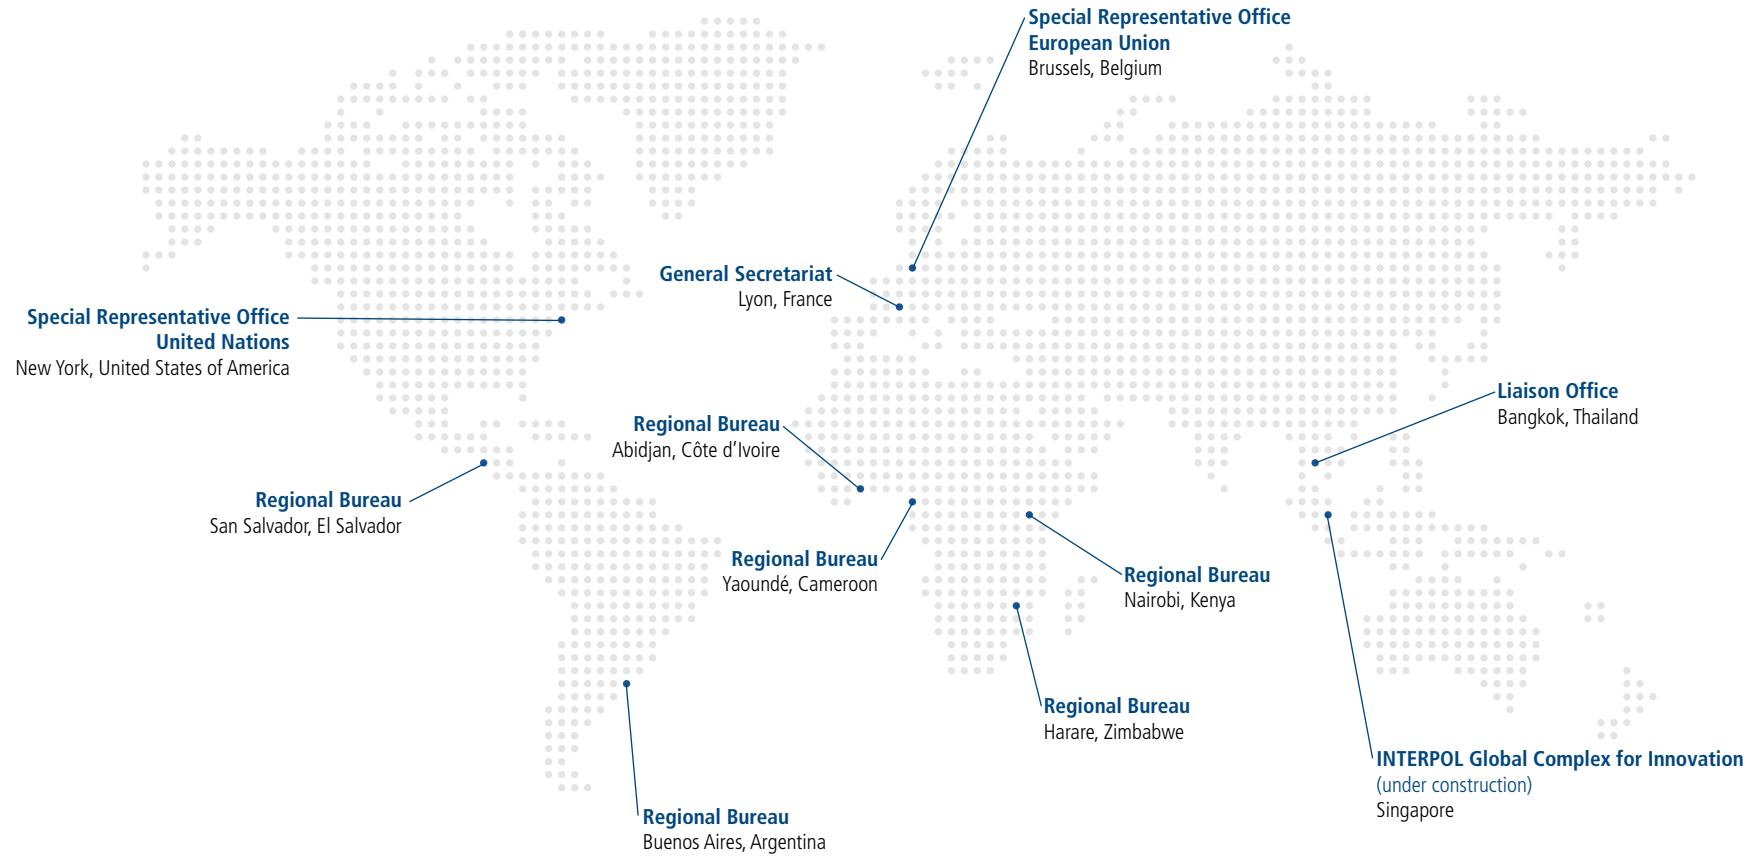 Special Representative Office
European Union
Brussels, Belgium
General Secretariat
Lyon, France
Special Representative Office
United Nations
New York, United States of America
Liaison Office
Bangkok, Thailand
Regional Bureau
Abidjan, Côte d’Ivoire
Regional Bureau
San Salvador, El Salvador
Regional Bureau
Yaoundé, Cameroon
Regional Bureau
Nairobi, Kenya
Regional Bureau
Harare, Zimbabwe
INTERPOL Global Complex for Innovation
(under construction)
Singapore
Regional Bureau
Buenos Aires, Argentina